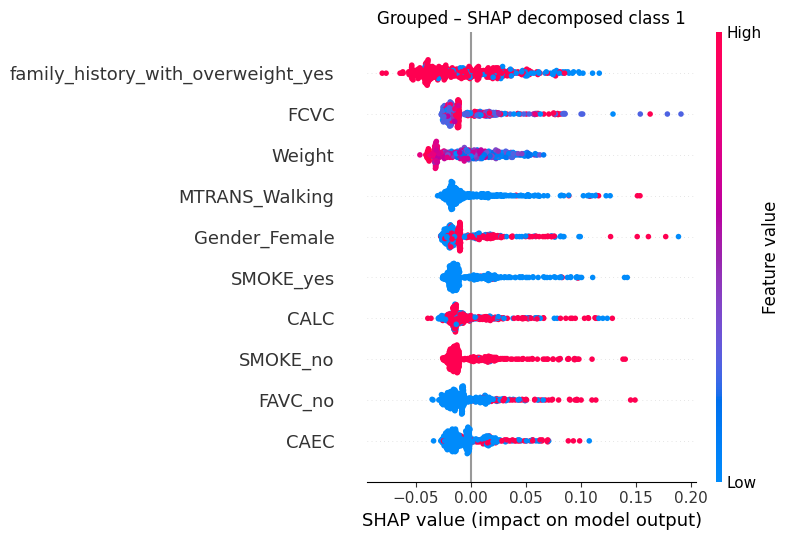 Grouped – SHAP decomposed class 1
High
family_history_with_overweight_yes
FCVC
Weight
MTRANS_Walking
Gender_Female
SMOKE_yes
CALC
SMOKE_no
FAVC_no
CAEC
Feature value
Low
−0.05 0.00 0.05 0.10 0.15 0.20
SHAP value (impact on model output)